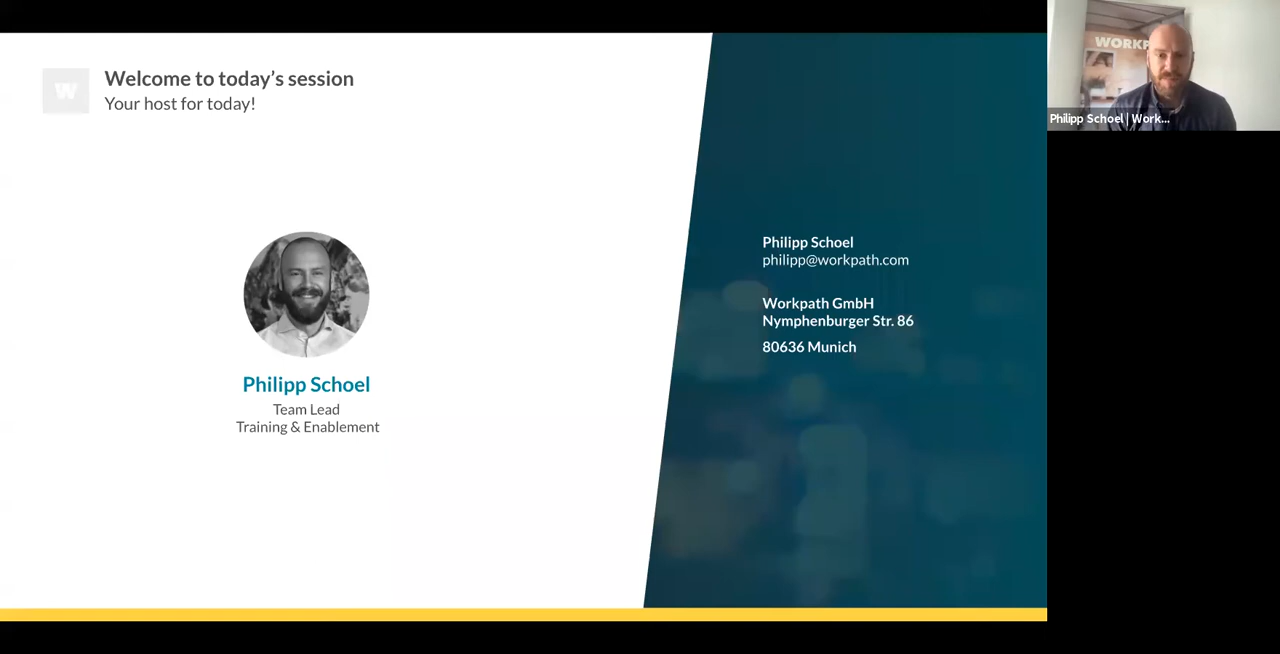 Welcome to today's session
Your host for today!
W
Philipp Schoel
Team Lead
Training & Enablement
Philipp Schoel
philipp@workpath.com
Workpath GmbH
Nymphenburger Str. 86
80636 Munich
WORKP
Philipp Schoel | Work...